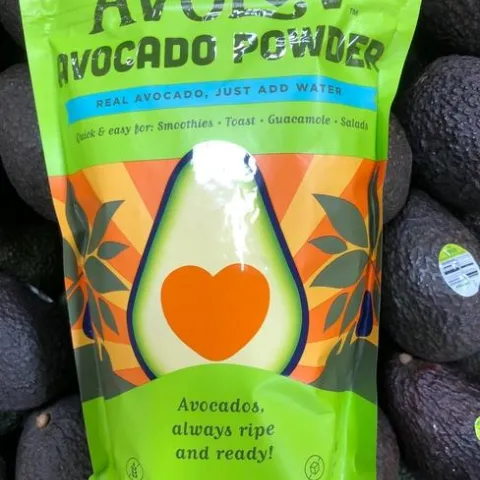 AVOCADO POWDER
REAL AVOCADO, JUST ADD WATER
Quick & easy for: Smoothies • Toast • Guacamole • Salads
Avocados,
always ripe
and ready!